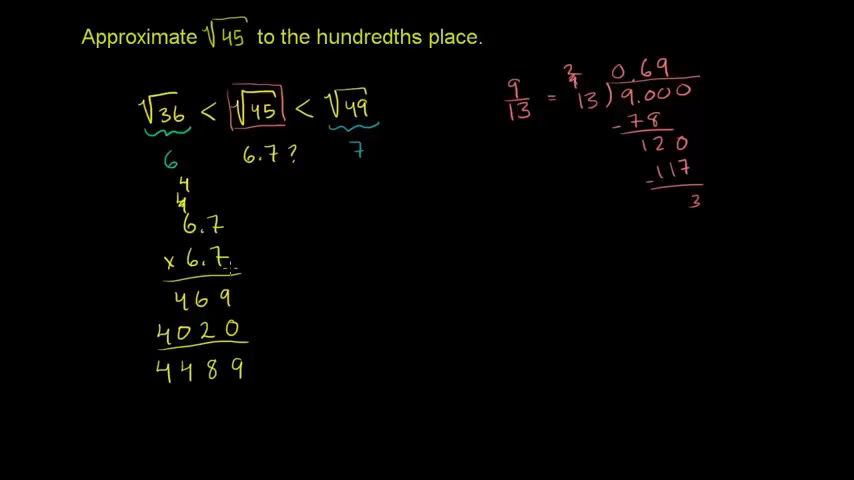 Approximate √45 to the hundredths place.
√36 < √45 < √49
6 6.7? 7
4
4
6.7
x 6.7
469
4020
4489
9/13 = 13)9.000
0.69
-78
120
-117
3